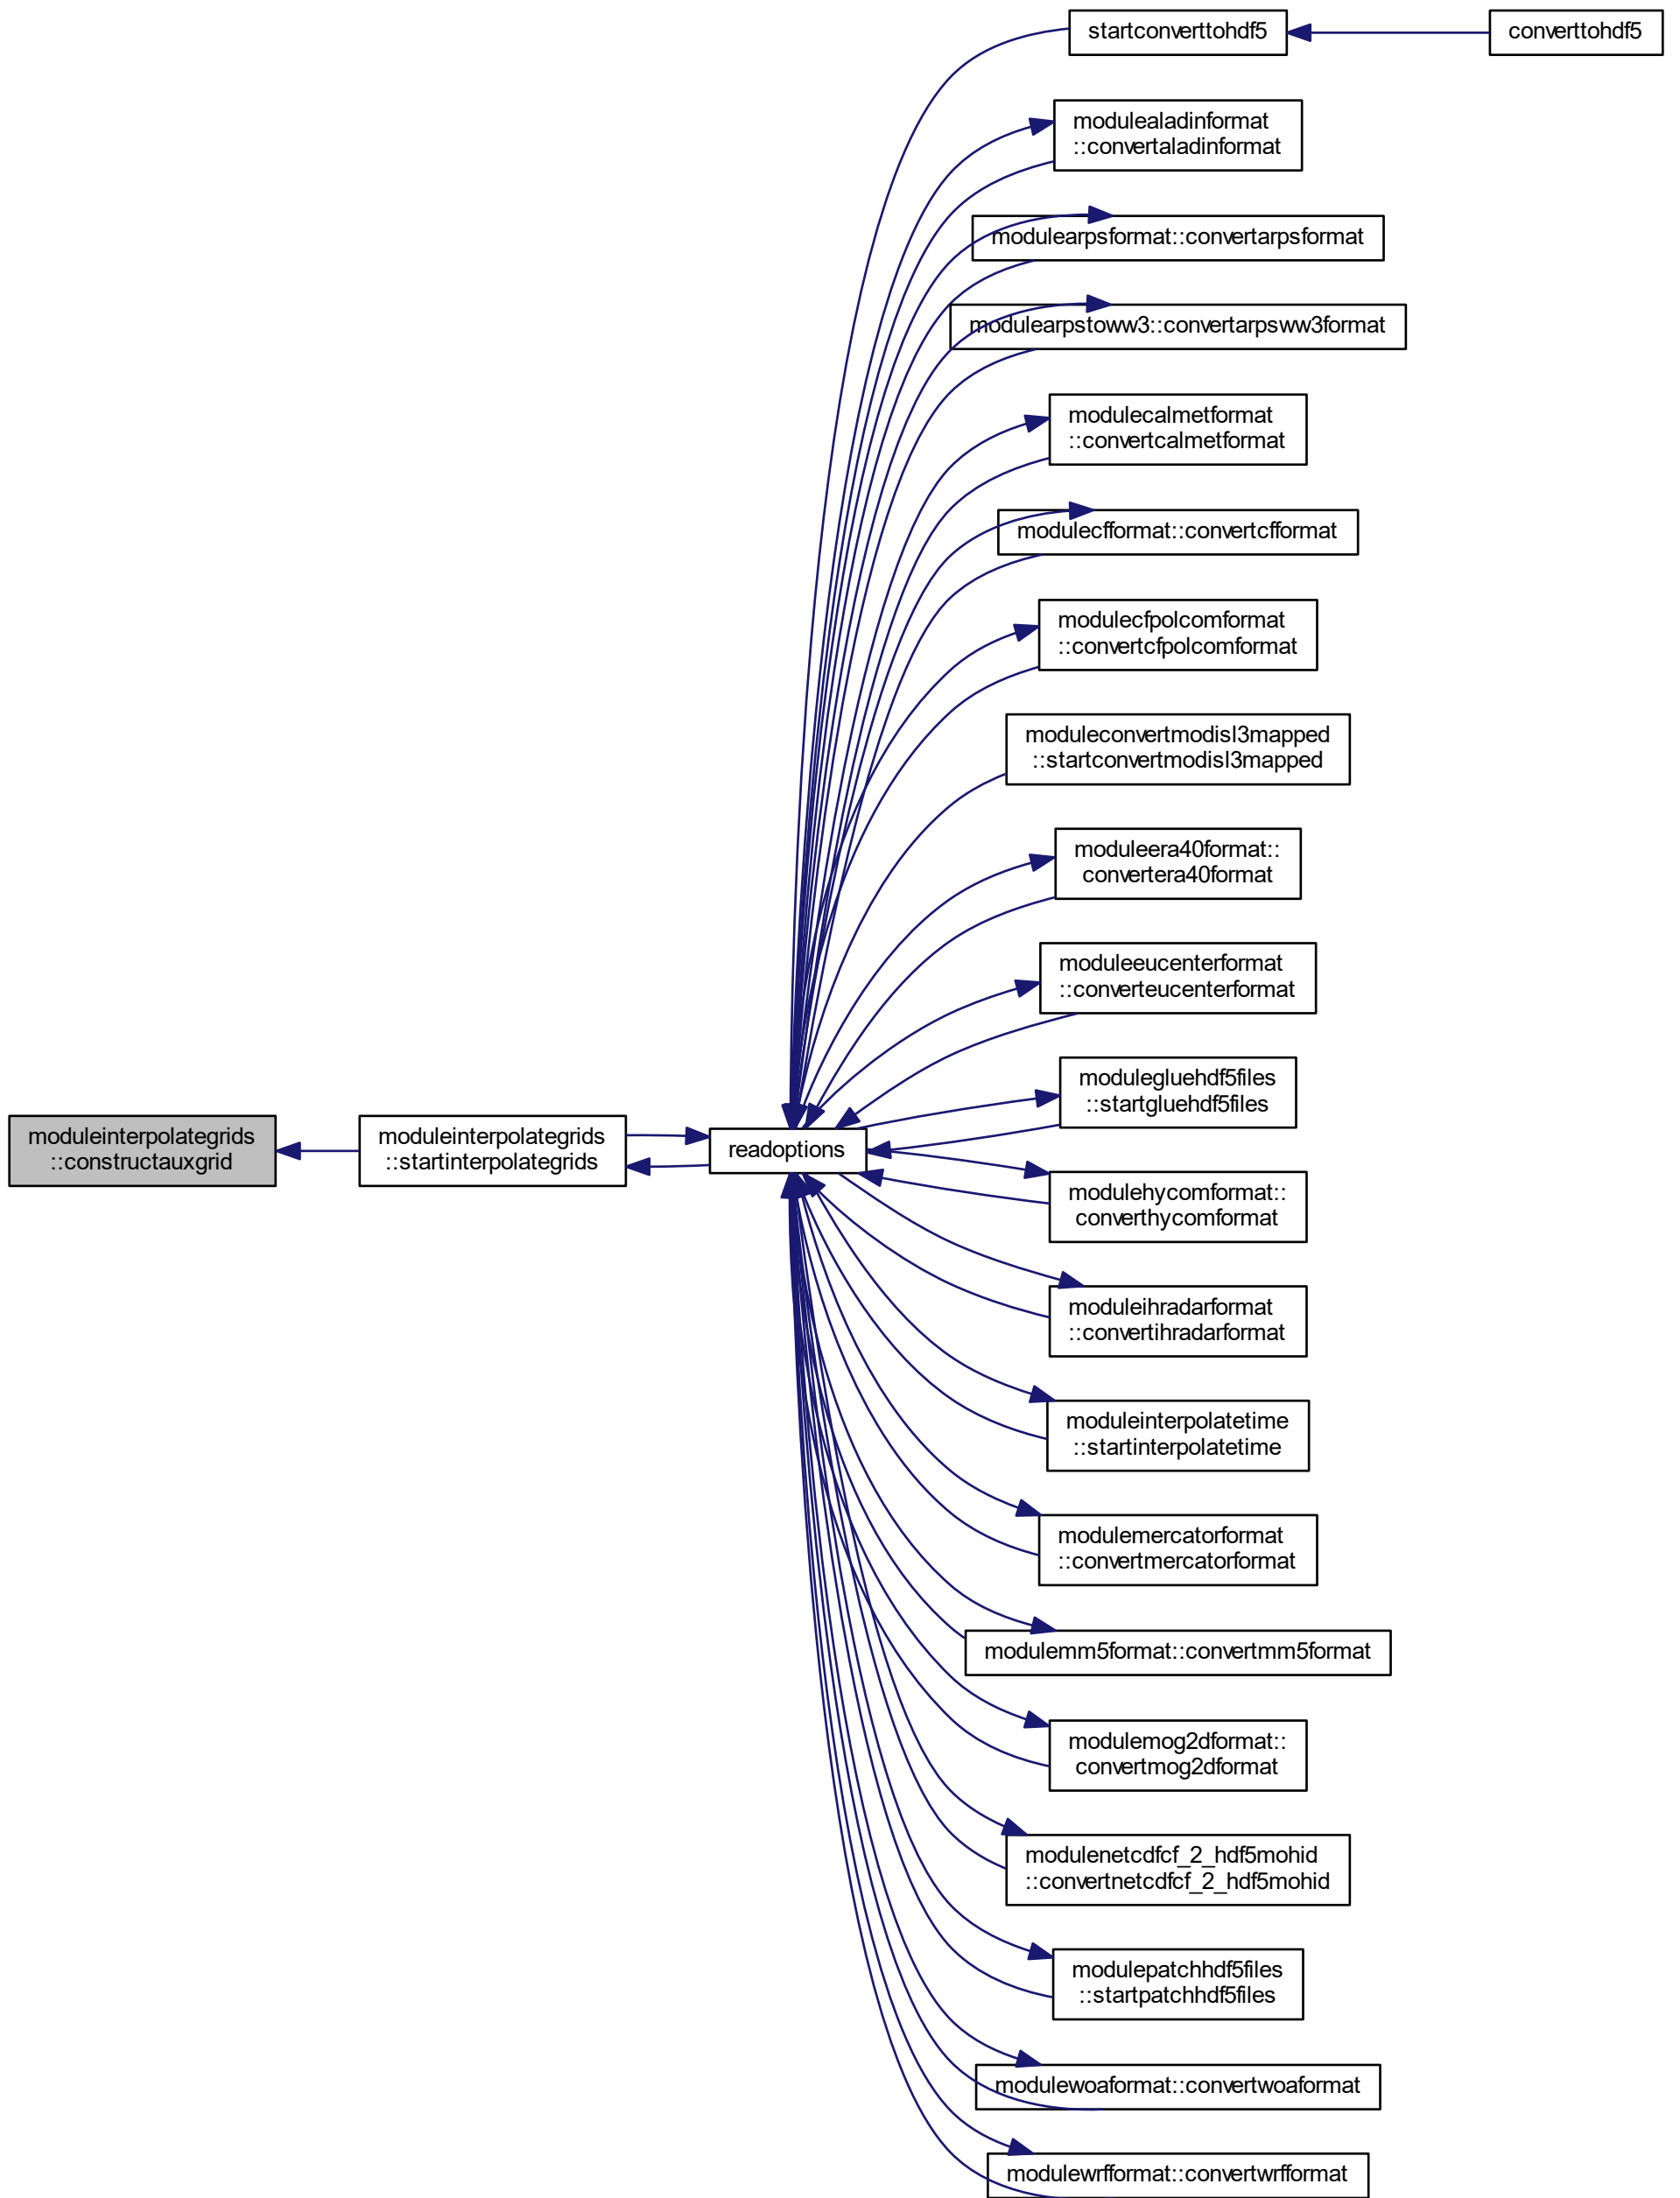 startconverttohdf5
converttohdf5
modulealadinformat
::convertaladinformat
modulearpsformat::convertarpsformat
modulearpstoww3::convertarpsww3format
modulecalmetformat
::convertcalmetformat
modulecfformat::convertcfformat
modulecfpolcomformat
::convertcfpolcomformat
moduleconvertmodisl3mapped
::startconvertmodisl3mapped
moduleera40format::
convertera40format
moduleeucenterformat
::converteucenterformat
modulegluehdf5files
::startgluehdf5files
moduleinterpolategrids
::constructauxgrid
moduleinterpolategrids
::startinterpolategrids
readoptions
modulehycomformat::
converthycomformat
moduleihradarformat
::convertihradarformat
moduleinterpolatetime
::startinterpolatetime
modulemercatorformat
::convertmercatorformat
modulemm5format::convertmm5format
modulemog2dformat::
convertmog2dformat
modulenetcdfcf_2_hdf5mohid
::convertnetcdfcf_2_hdf5mohid
modulepatchhdf5files
::startpatchhdf5files
modulewoaformat::convertwoaformat
modulewrfformat::convertwrfformat